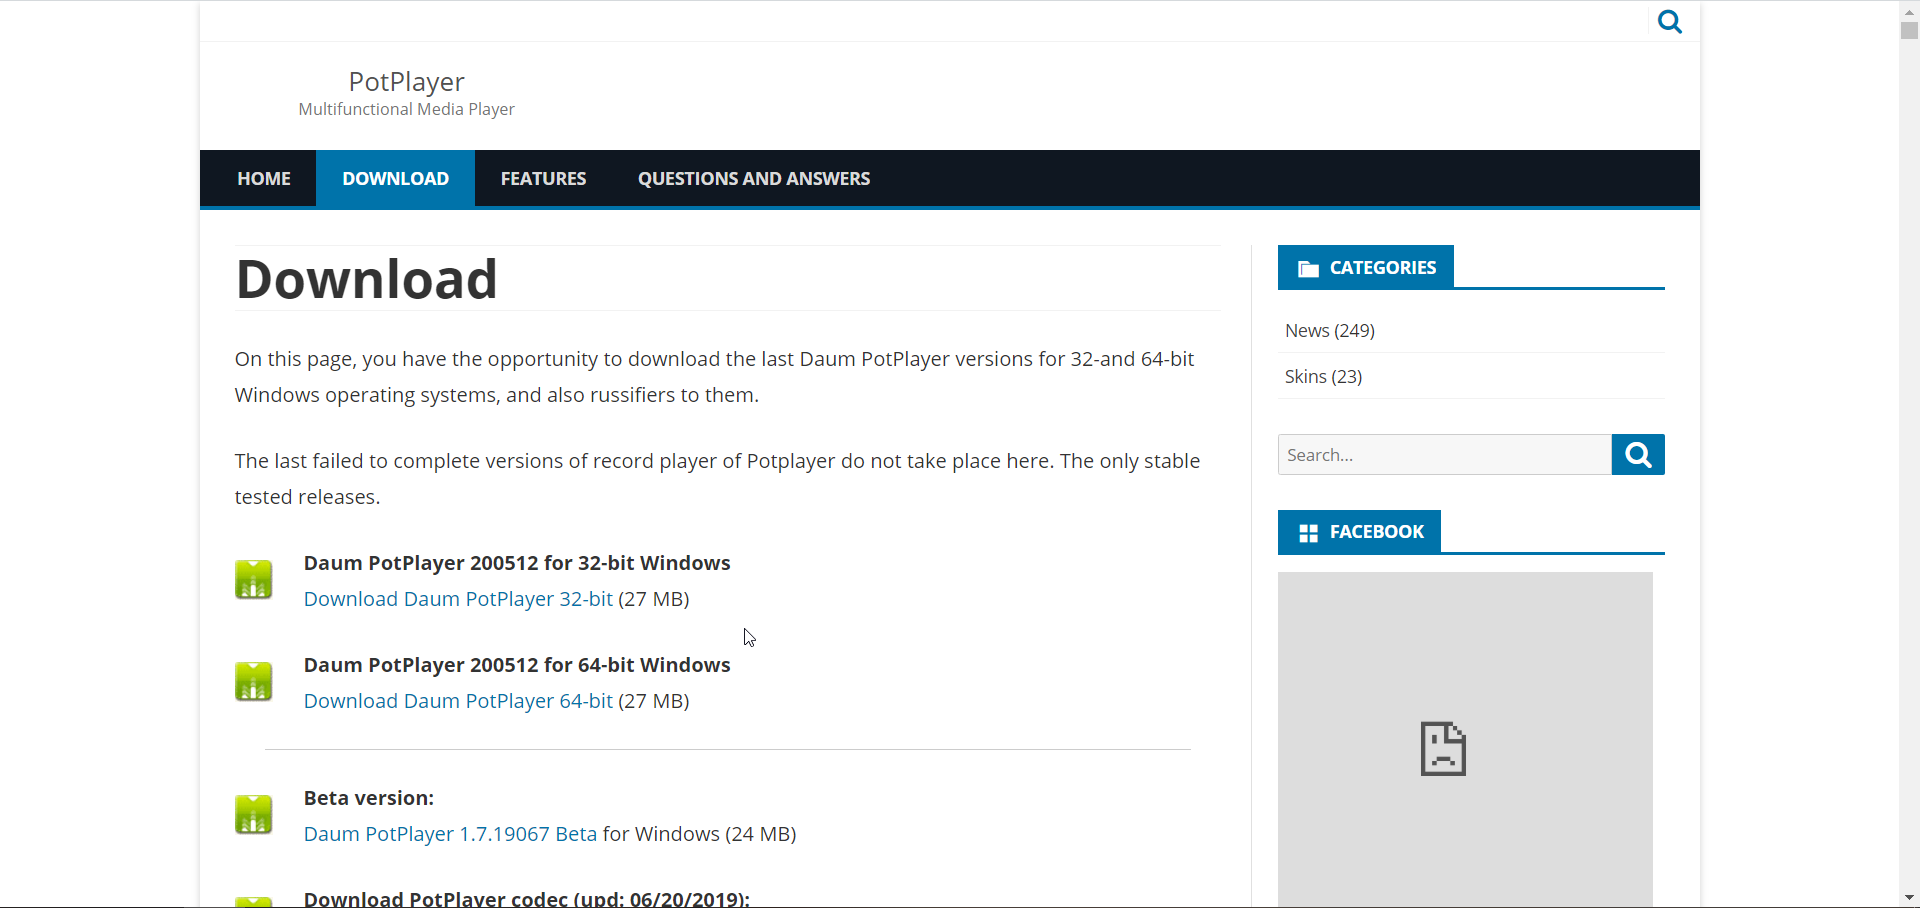 PotPlayer
Multifunctional Media Player
HOME
DOWNLOAD
FEATURES
QUESTIONS AND ANSWERS
Download
On this page, you have the opportunity to download the last Daum PotPlayer versions for 32-and 64-bit
Windows operating systems, and also russifiers to them.
The last failed to complete versions of record player of Potplayer do not take place here. The only stable
tested releases.
Daum PotPlayer 200512 for 32-bit Windows
Download Daum PotPlayer 32-bit (27 MB)
Daum PotPlayer 200512 for 64-bit Windows
Download Daum PotPlayer 64-bit (27 MB)
Beta version:
Daum PotPlayer 1.7.19067 Beta for Windows (24 MB)
Download PotPlayer codec (upd: 06/20/2019):
CATEGORIES
News (249)
Skins (23)
Search...
FACEBOOK